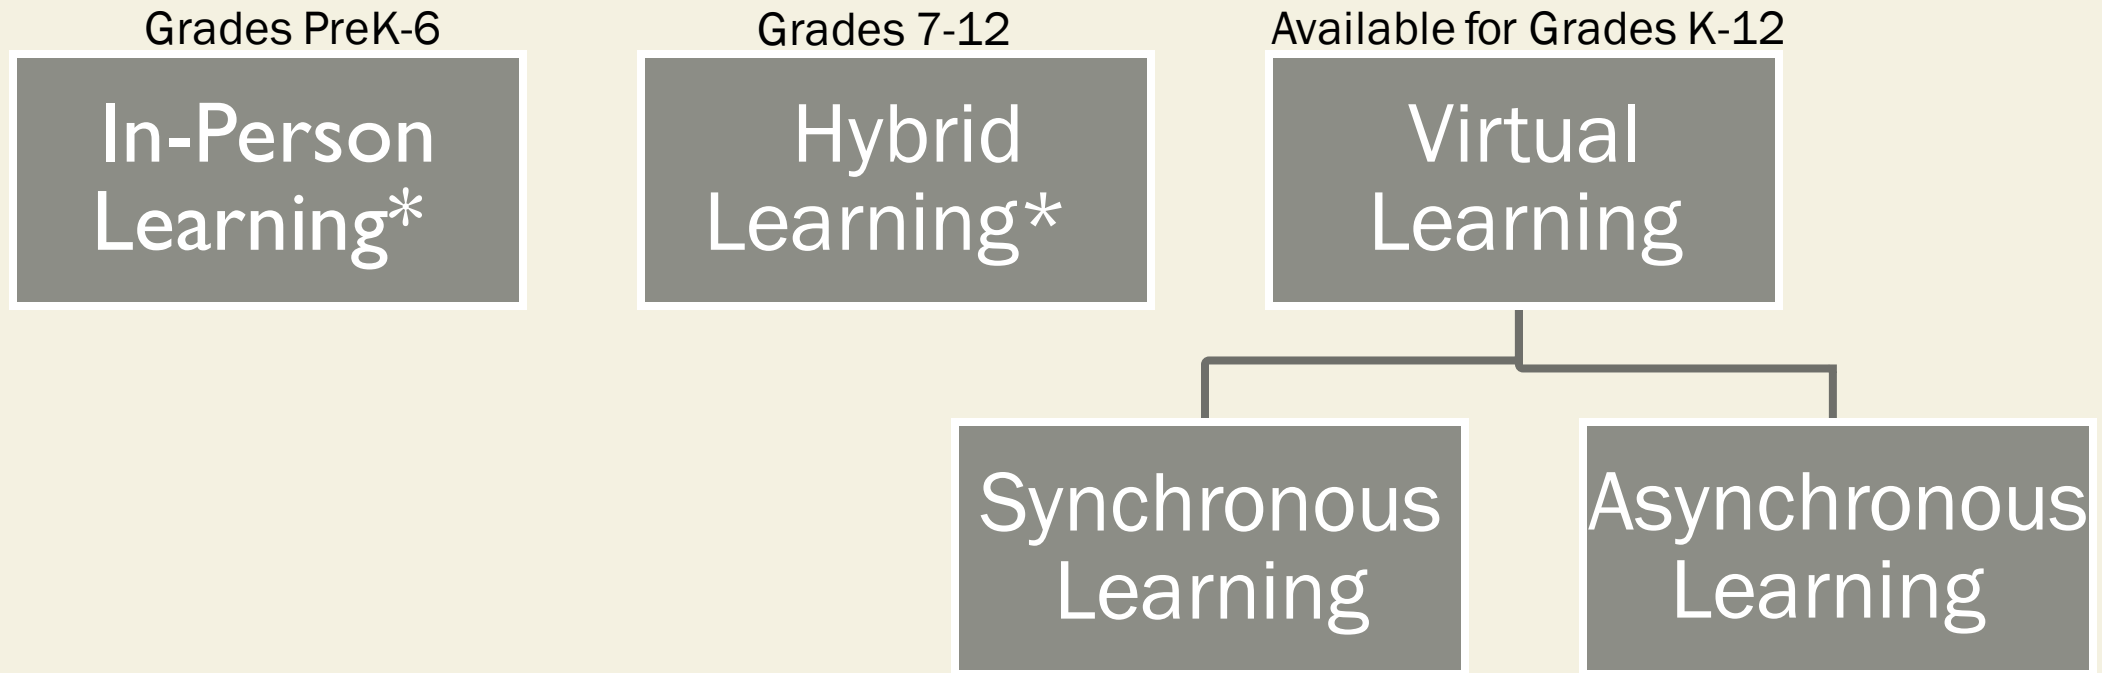 Grades PreK-6
In-Person
Learning*
Grades 7-12
Hybrid
Learning*
Available for Grades K-12
Virtual
Learning
Synchronous
Learning
Asynchronous
Learning